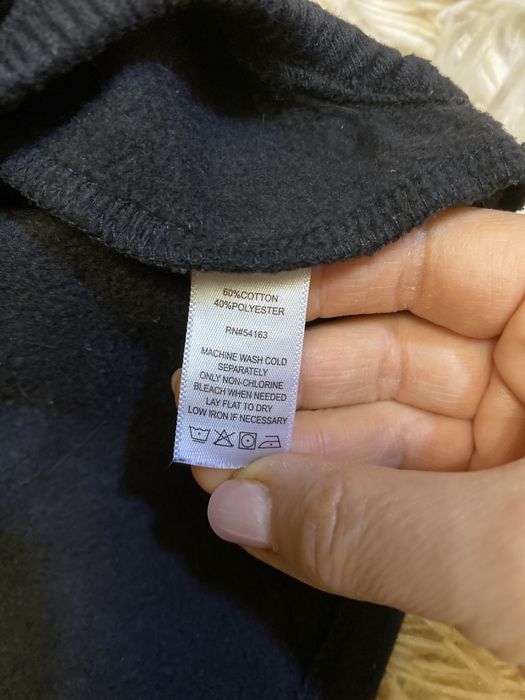 60%COTTON
40%POLYESTER
RN#54163
MACHINE WASH COLD
SEPARATELY
ONLY NON-CHLORINE
BLEACH WHEN NEEDED
LAY FLAT TO DRY
LOW IRON IF NECESSARY